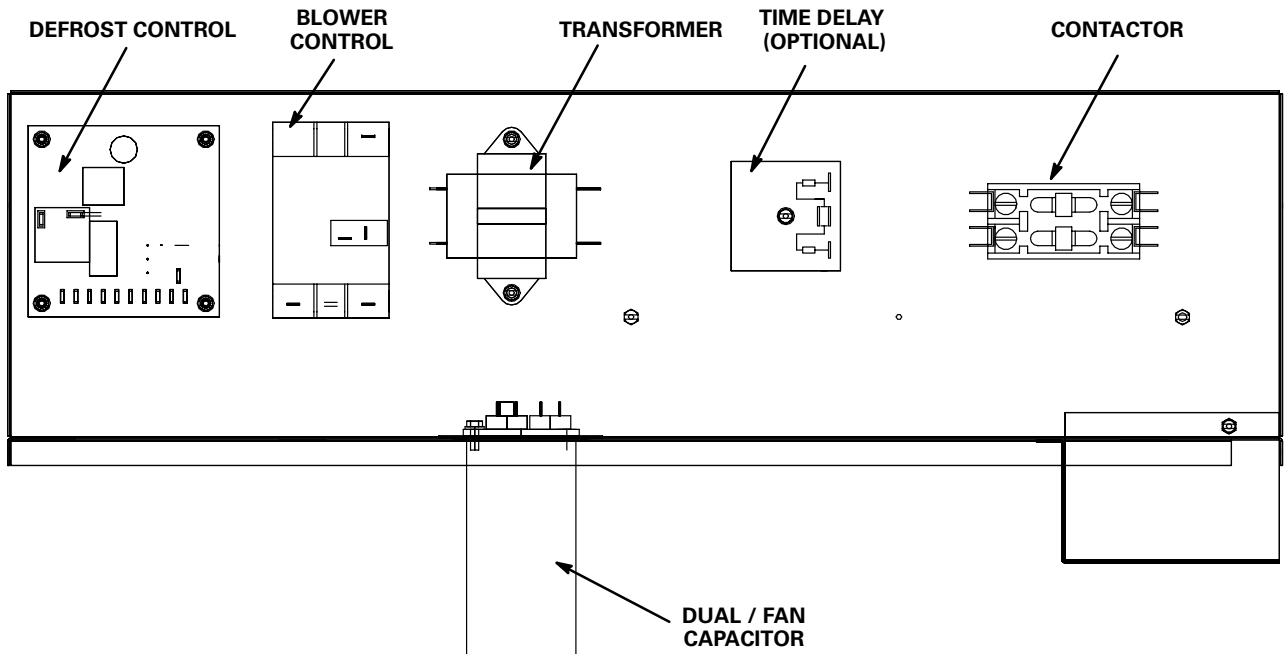 DEFROST CONTROL
BLOWER
CONTROL
TRANSFORMER
TIME DELAY
(OPTIONAL)
CONTACTOR
DUAL / FAN
CAPACITOR